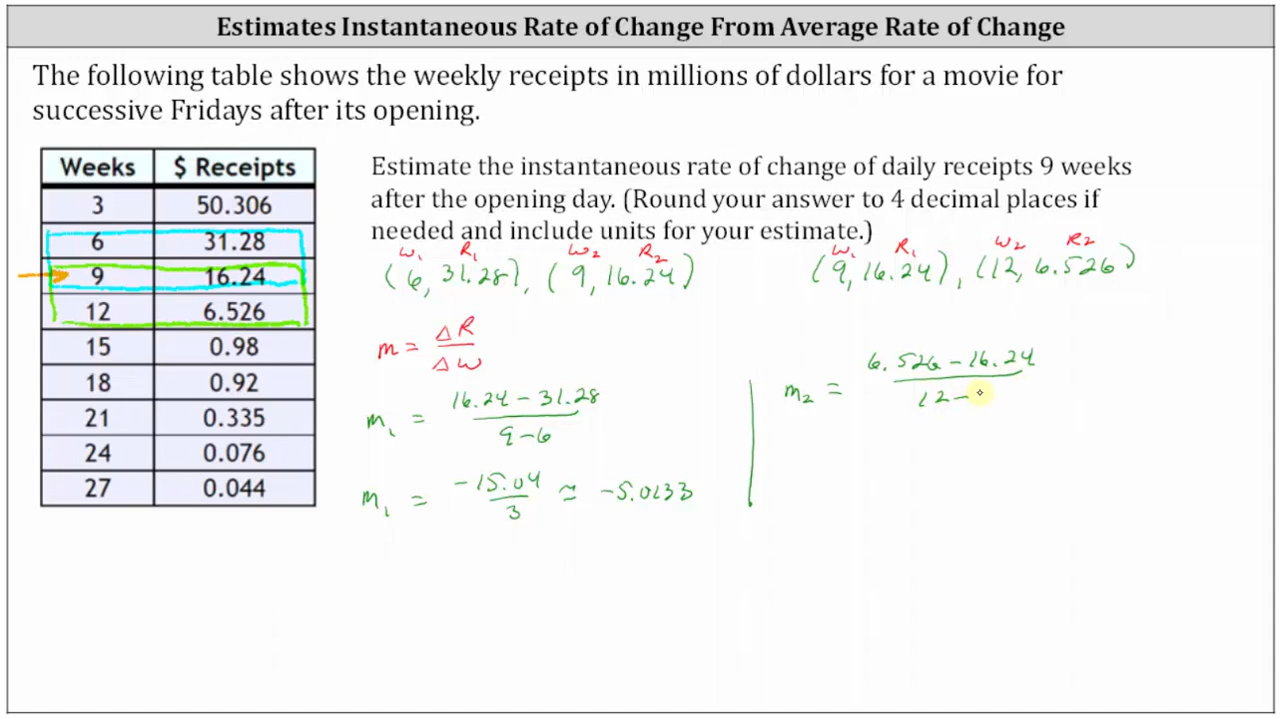 Estimates Instantaneous Rate of Change From Average Rate of Change
The following table shows the weekly receipts in millions of dollars for a movie for
successive Fridays after its opening.
Weeks $ Receipts
3 50.306
6 31.28
9 16.24
12 6.526
15 0.98
18 0.92
21 0.335
24 0.076
27 0.044
Estimate the instantaneous rate of change of daily receipts 9 weeks
after the opening day. (Round your answer to 4 decimal places if
needed and include units for your estimate.)
W₁ R₁ W₂ R₂
(6, 31.28), (9, 16.24)
m = ΔR
ΔW
m₁ = 16.24 - 31.28
9 - 6
m₁ = -15.04
3
≈ -5.0133
W₁ R₁ W₂ R₂
(9, 16.24), (12, 6.526)
m₂ = 6.526 - 16.24
12 -